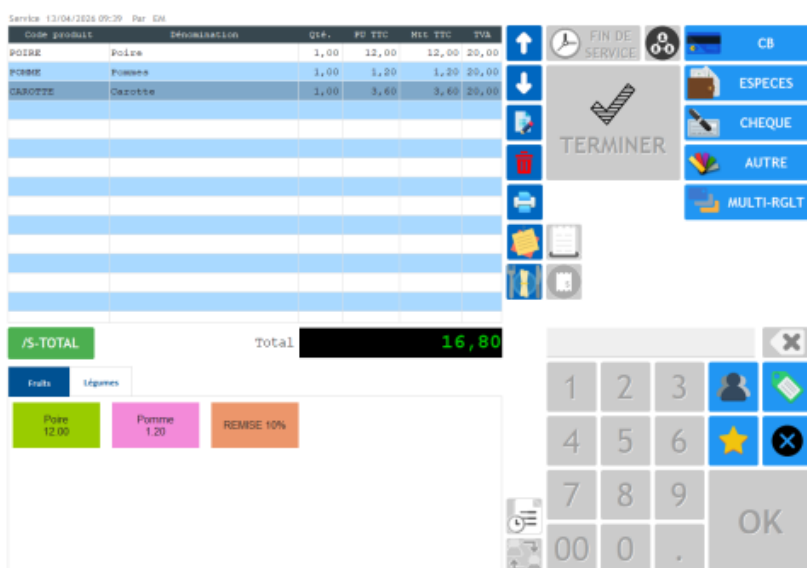 Service 13/04/2026 09:39 Par EM
Code produit Dénomination Qté. PU TTC Mtt TTC TVA
POIRE Poire 1,00 12,00 12,00 20,00
POMME Pommes 1,00 1,20 1,20 20,00
CAROTTE Carotte 1,00 3,60 3,60 20,00
FIN DE
SERVICE
TERMINER
CB
ESPECES
CHEQUE
AUTRE
MULTI-RGLT
/S-TOTAL Total 16,80
Fruits Légumes
Poire
12.00
Pomme
1.20
REMISE 10%
1 2 3
4 5 6
7 8 9
00 0 .
OK